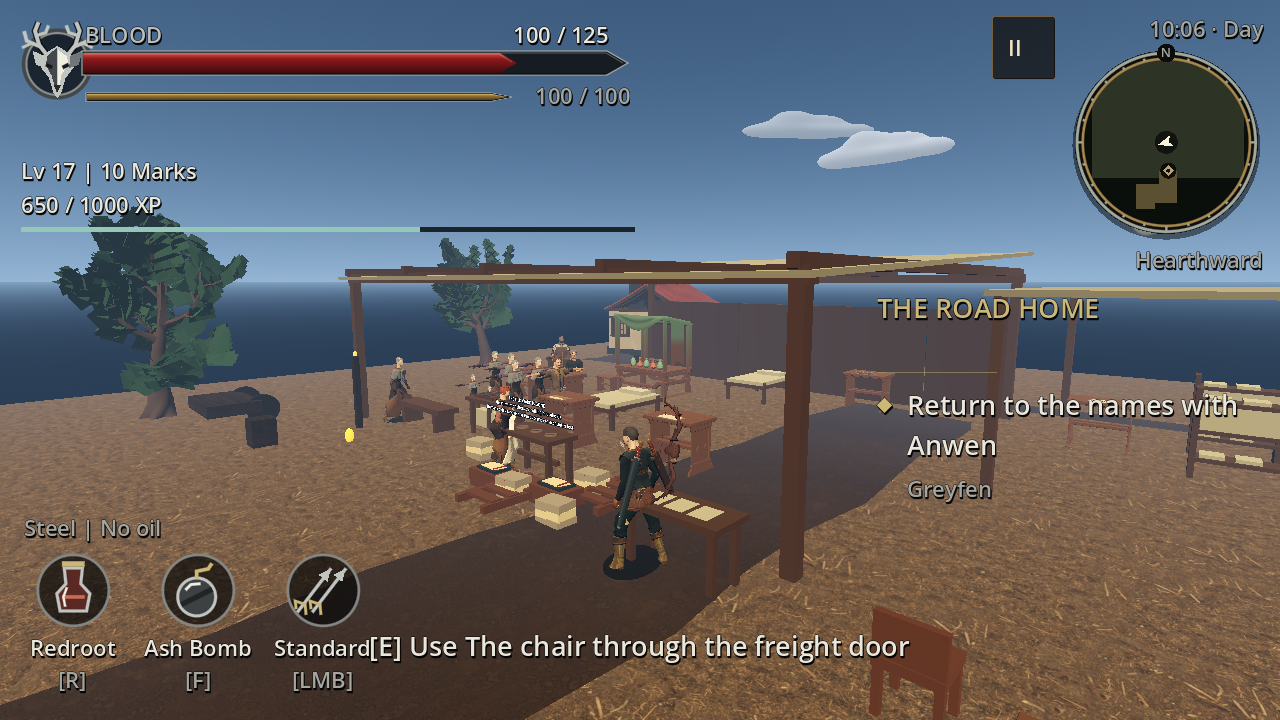 BLOOD
100 / 125
100 / 100
Lv 17 | 10 Marks
650 / 1000 XP
10:06 · Day
N
Hearthward
THE ROAD HOME
Return to the names with
Anwen
Greyfen
Steel | No oil
Redroot
Ash Bomb
Standard
[R]
[F]
[LMB]
[E] Use The chair through the freight door